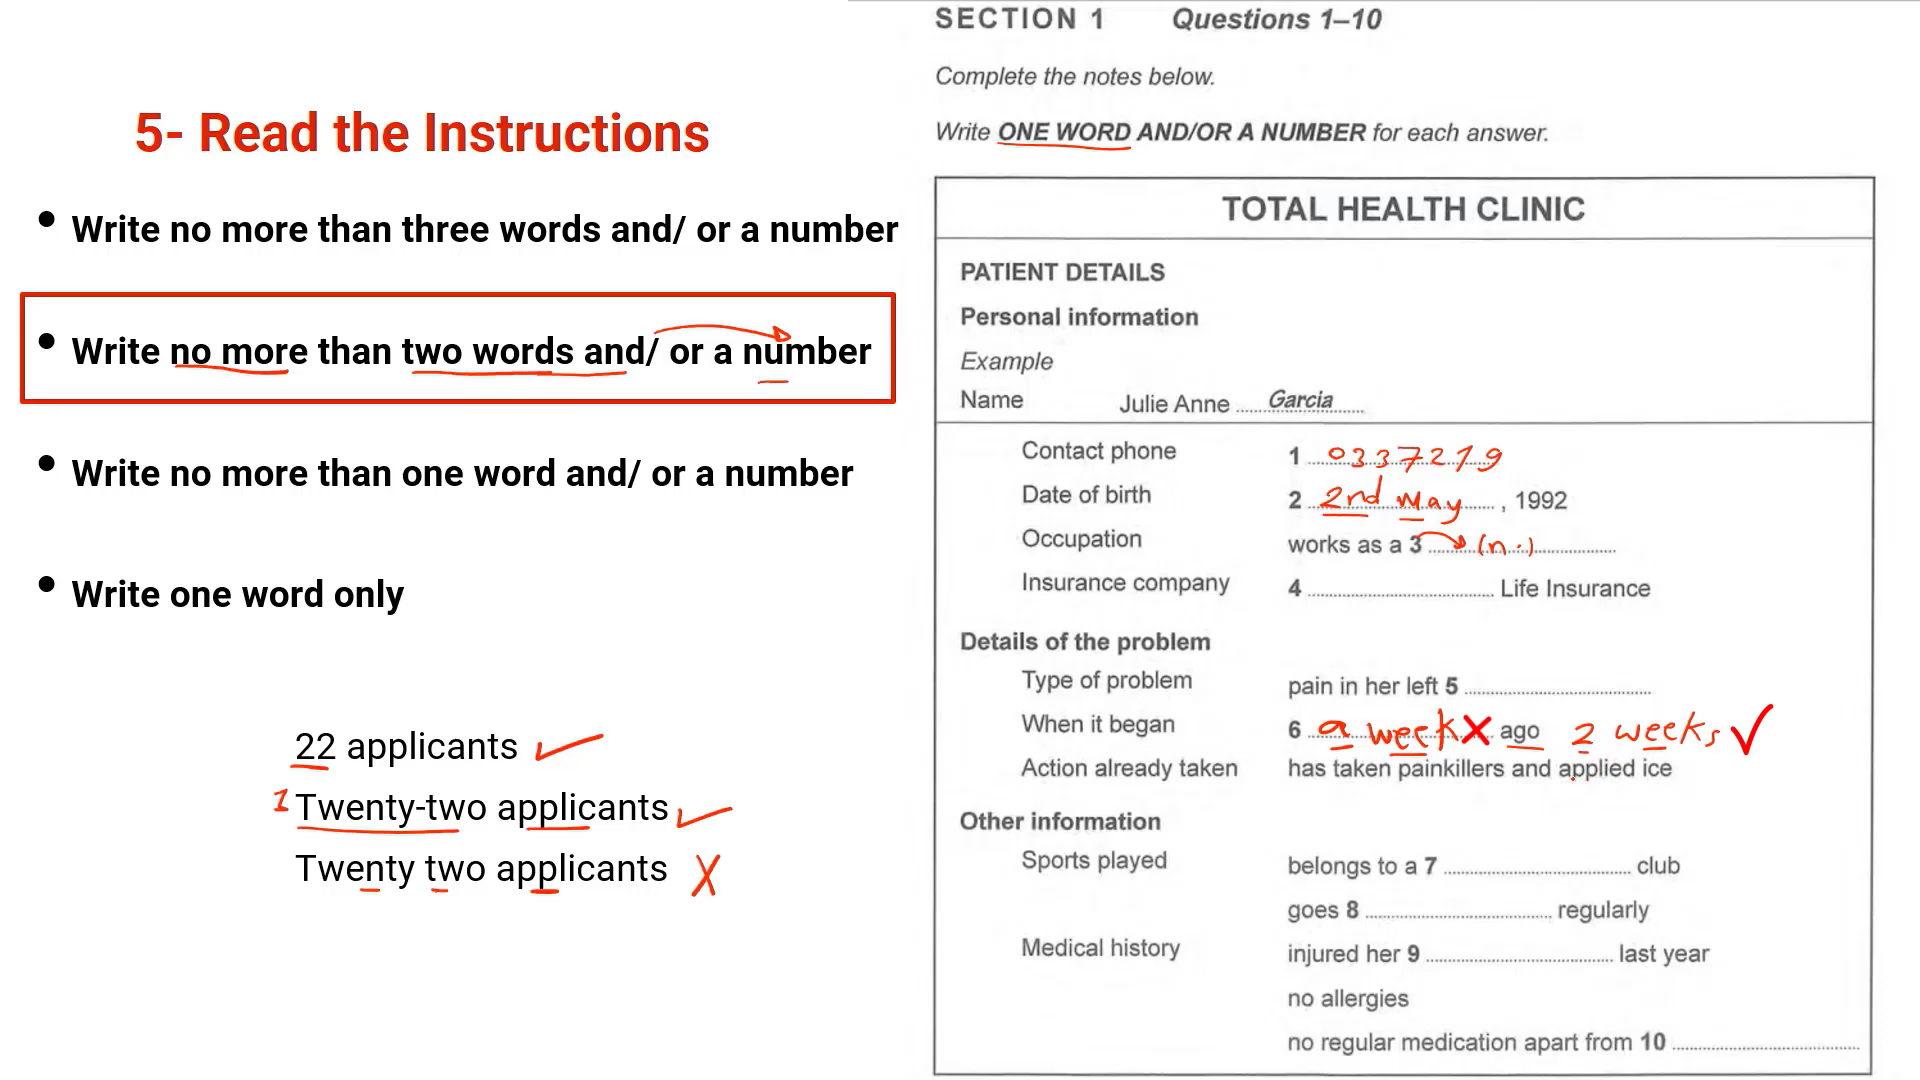 5- Read the Instructions
• Write no more than three words and/ or a number
• Write no more than two words and/ or a number
• Write no more than one word and/ or a number
• Write one word only
22 applicants ✓
1 Twenty-two applicants ✓
Twenty two applicants X
SECTION 1 Questions 1–10
Complete the notes below.
Write ONE WORD AND/OR A NUMBER for each answer.
TOTAL HEALTH CLINIC
PATIENT DETAILS
Personal information
Example
Name Julie Anne ..... Garcia .....
Contact phone 1 0337219
Date of birth 2 2nd May , 1992
Occupation works as a 3 (n.)
Insurance company 4 ..... Life Insurance
Details of the problem
Type of problem pain in her left 5 .....
When it began 6 a week X ago 2 weeks ✓
Action already taken has taken painkillers and applied ice
Other information
Sports played belongs to a 7 ..... club
goes 8 ..... regularly
Medical history injured her 9 ..... last year
no allergies
no regular medication apart from 10 .....